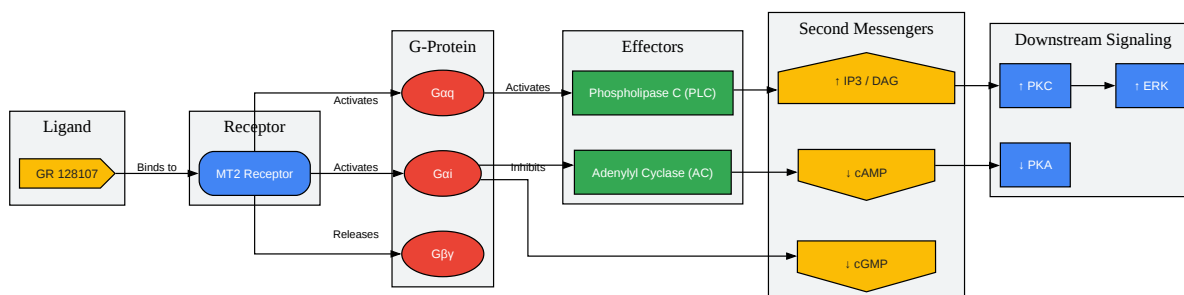 Ligand
GR 128107
Binds to
Receptor
MT2 Receptor
Activates
Activates
Releases
G-Protein
Gαq
Gαi
Gβγ
Activates
Inhibits
Effectors
Phospholipase C (PLC)
Adenylyl Cyclase (AC)
Second Messengers
↑ IP3 / DAG
↓ cAMP
↓ cGMP
Downstream Signaling
↑ PKC
↑ ERK
↓ PKA